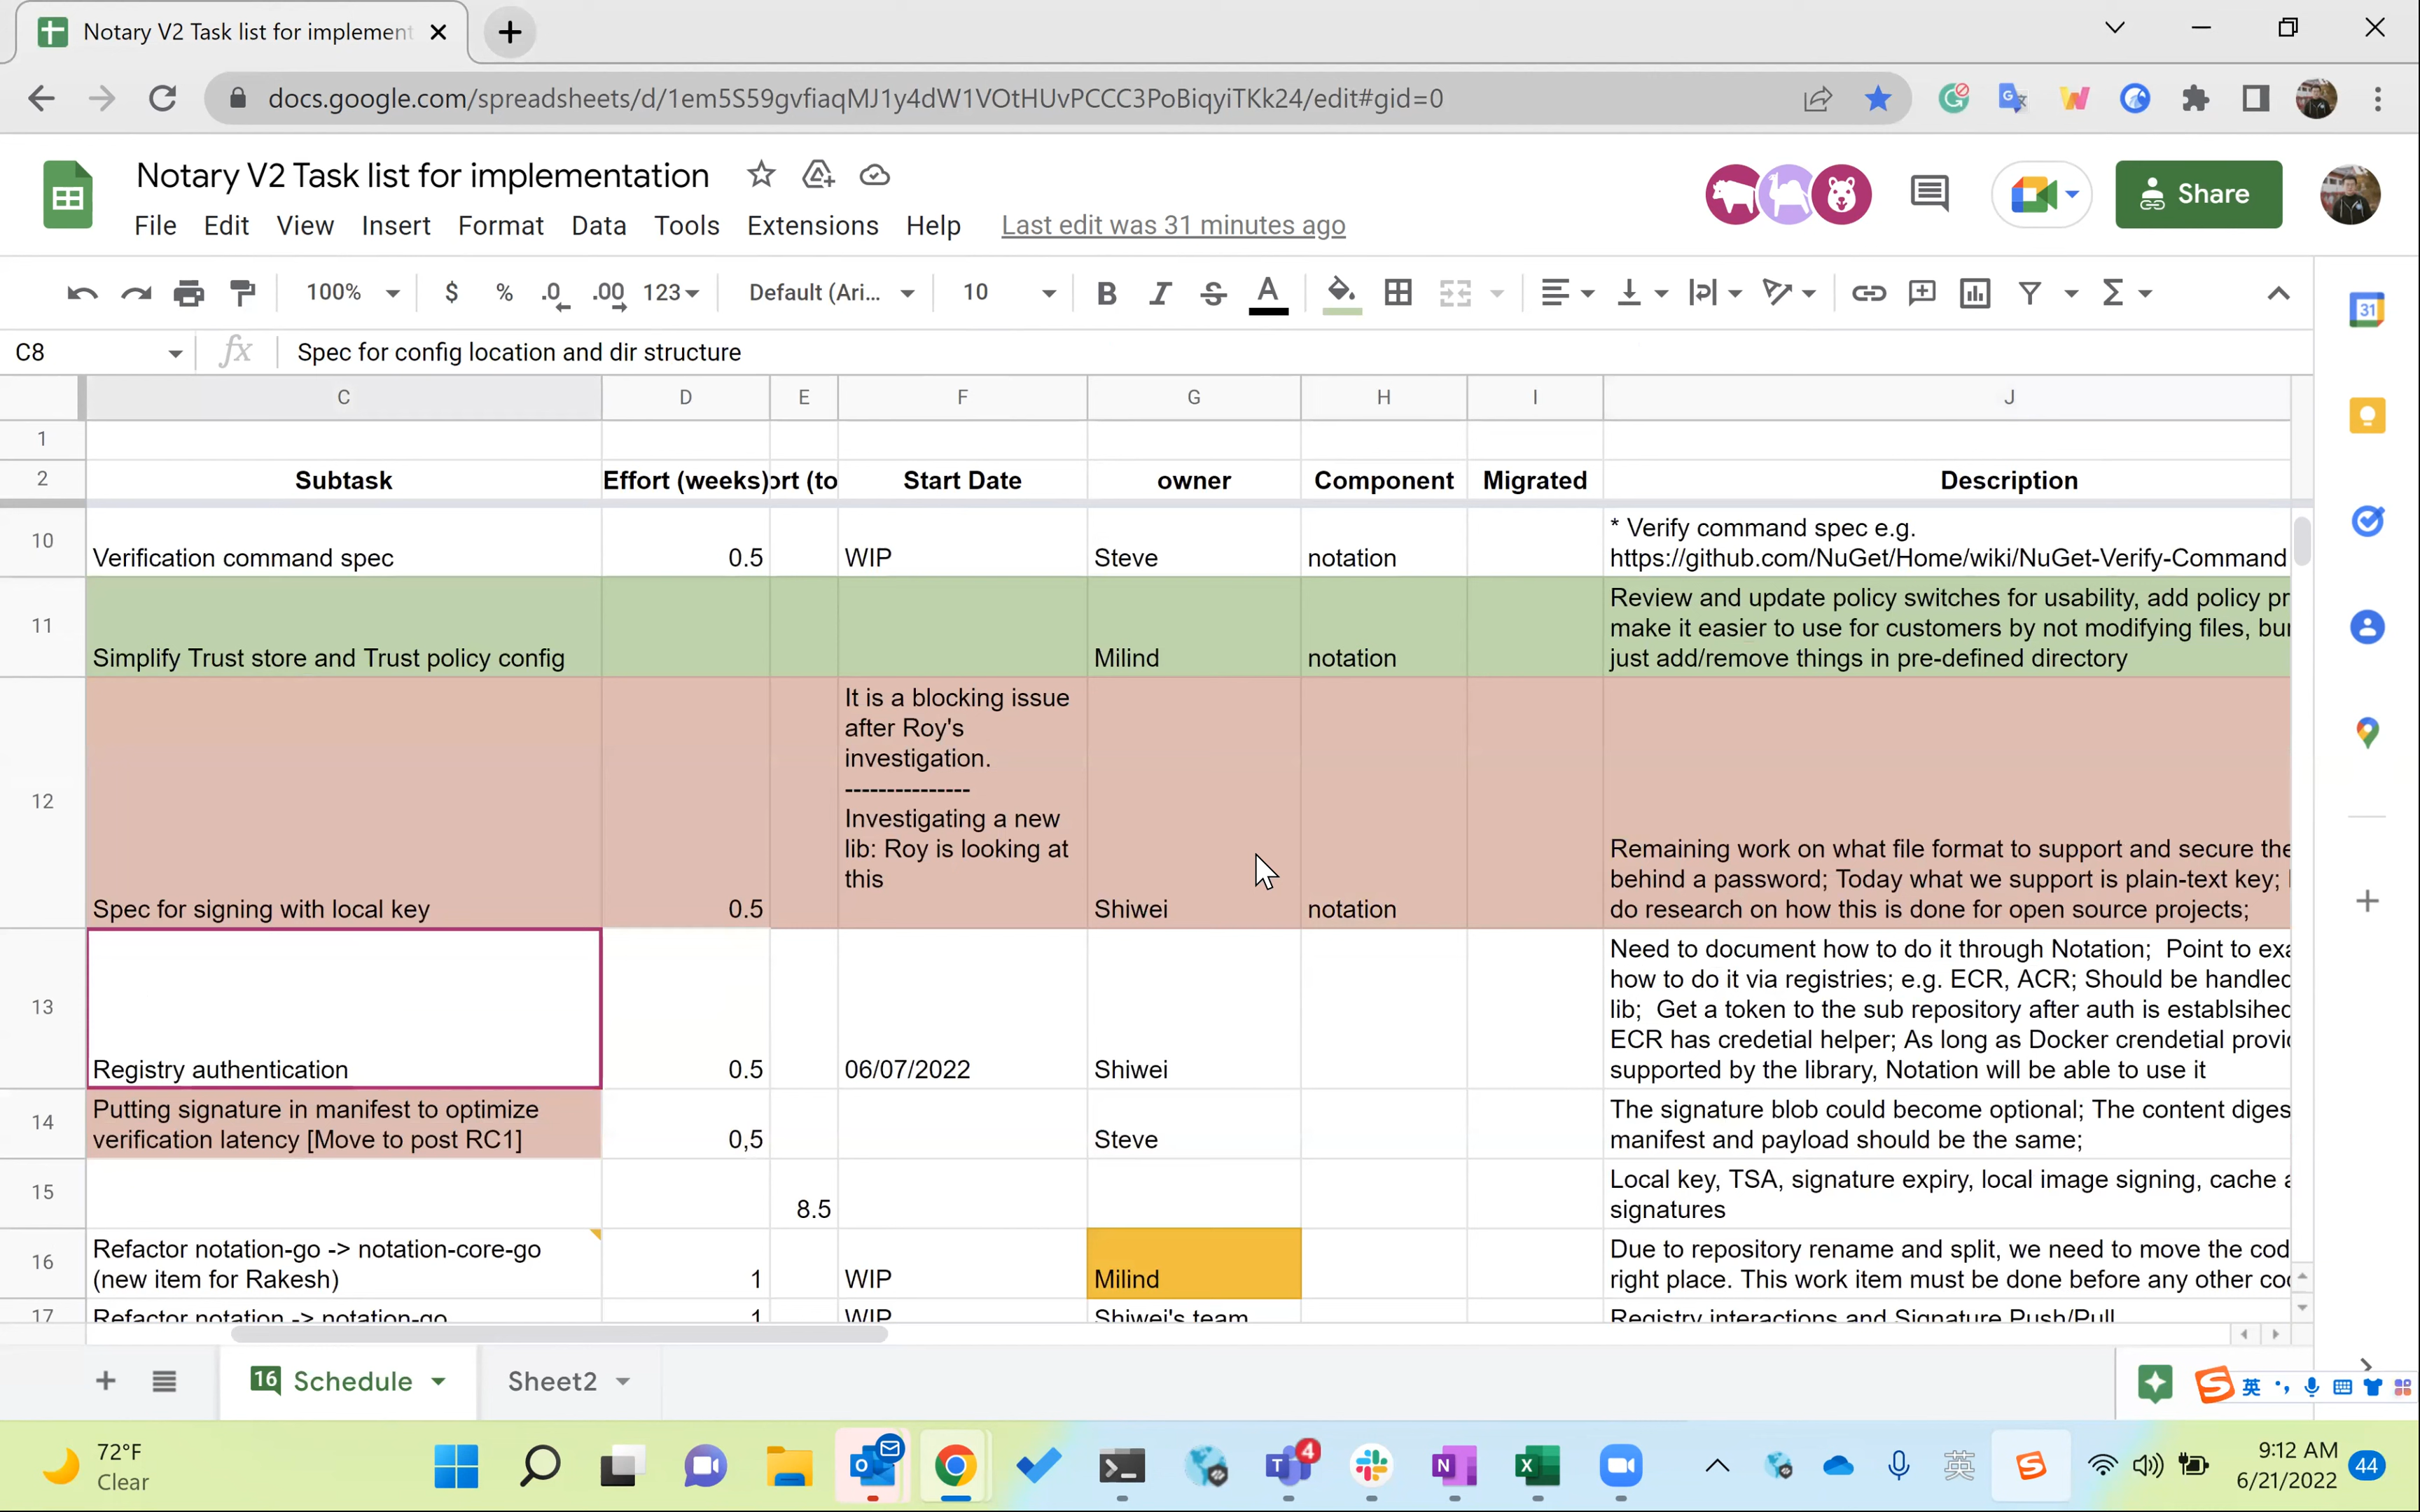 Notary V2 Task list for implement
docs.google.com/spreadsheets/d/1em5S59gvfiaqMJ1y4dW1VOtHUvPCCC3PoBiqyiTKk24/edit#gid=0
Notary V2 Task list for implementation
File Edit View Insert Format Data Tools Extensions Help Last edit was 31 minutes ago
Share
100% $ % .0 .00 123 Default (Ari... 10 B I S A
C8 fx Spec for config location and dir structure
C D E F G H I J
1
2 Subtask Effort (weeks) ort (to Start Date owner Component Migrated Description
10 Verification command spec 0.5 WIP Steve notation
* Verify command spec e.g.
https://github.com/NuGet/Home/wiki/NuGet-Verify-Command
11 Simplify Trust store and Trust policy config Milind notation
Review and update policy switches for usability, add policy pr
make it easier to use for customers by not modifying files, bu
just add/remove things in pre-defined directory
12 Spec for signing with local key 0.5
It is a blocking issue
after Roy's
investigation.
---------------
Investigating a new
lib: Roy is looking at
this
Shiwei notation
Remaining work on what file format to support and secure the
behind a password; Today what we support is plain-text key;
do research on how this is done for open source projects;
13 Registry authentication 0.5 06/07/2022 Shiwei
Need to document how to do it through Notation; Point to exa
how to do it via registries; e.g. ECR, ACR; Should be handled
lib; Get a token to the sub repository after auth is establsihed
ECR has credetial helper; As long as Docker crendetial provi
supported by the library, Notation will be able to use it
14 Putting signature in manifest to optimize
verification latency [Move to post RC1] 0,5 Steve
The signature blob could become optional; The content diges
manifest and payload should be the same;
15 8.5
Local key, TSA, signature expiry, local image signing, cache a
signatures
16 Refactor notation-go -> notation-core-go
(new item for Rakesh) 1 WIP Milind
Due to repository rename and split, we need to move the cod
right place. This work item must be done before any other co
17 Refactor notation -> notation-go 1 WIP Shiwei's team Registry interactions and Signature Push/Pull
16 Schedule Sheet2
英
72°F
Clear
4
英
9:12 AM
6/21/2022
44